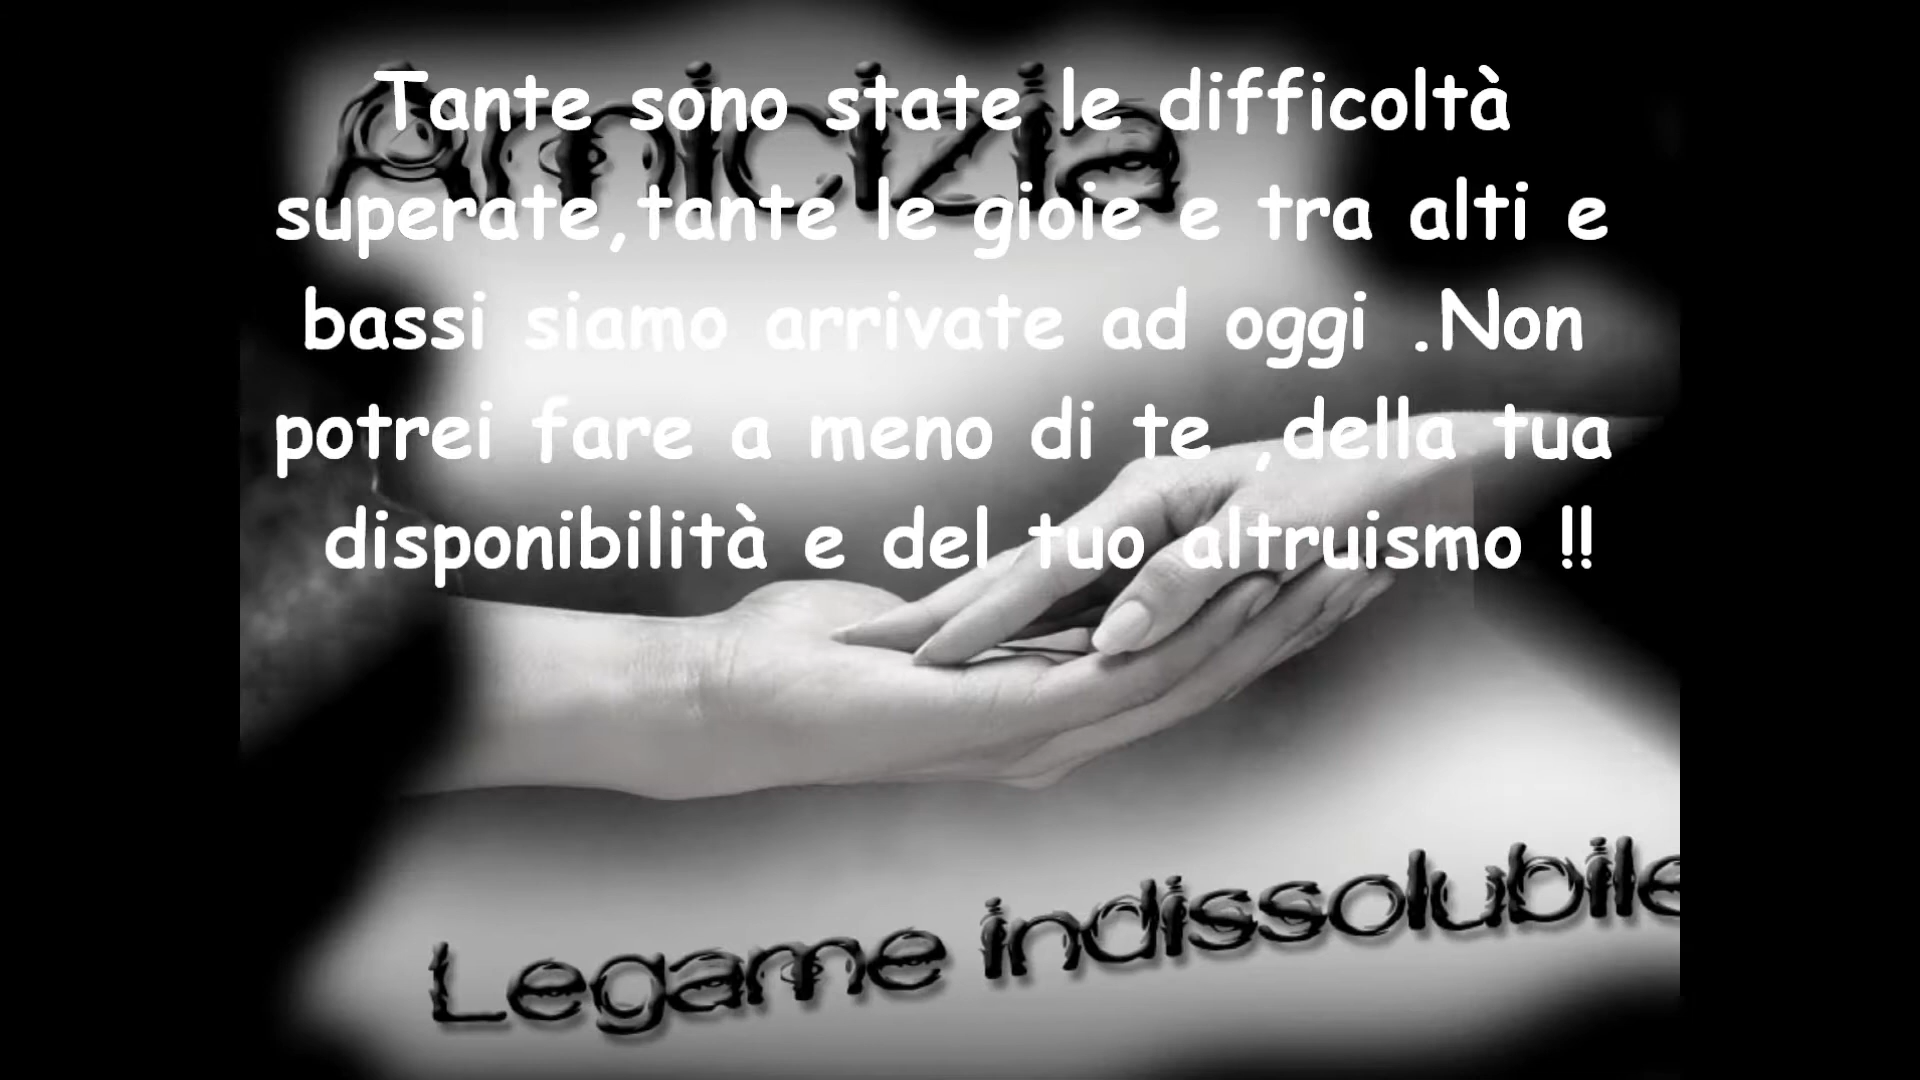 Amicizia
Tante sono state le difficoltà
superate,tante le gioie e tra alti e
bassi siamo arrivate ad oggi .Non
potrei fare a meno di te ,della tua
disponibilità e del tuo altruismo !!
Legame indissolubile